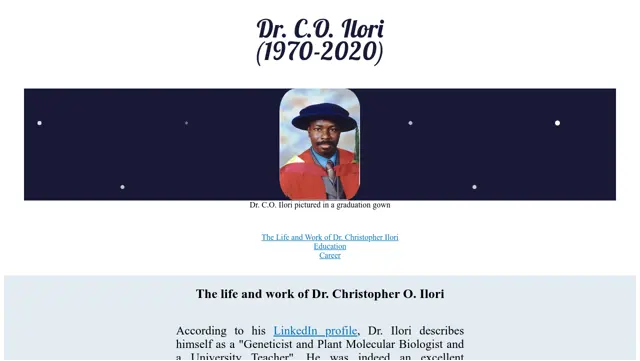 Dr. C.O. Ilori
(1970-2020)
Dr. C.O. Ilori pictured in a graduation gown
The Life and Work of Dr. Christopher Ilori
Education
Career
The life and work of Dr. Christopher O. Ilori
According to his LinkedIn profile, Dr. Ilori describes
himself as a "Geneticist and Plant Molecular Biologist and
a University Teacher". He was indeed an excellent